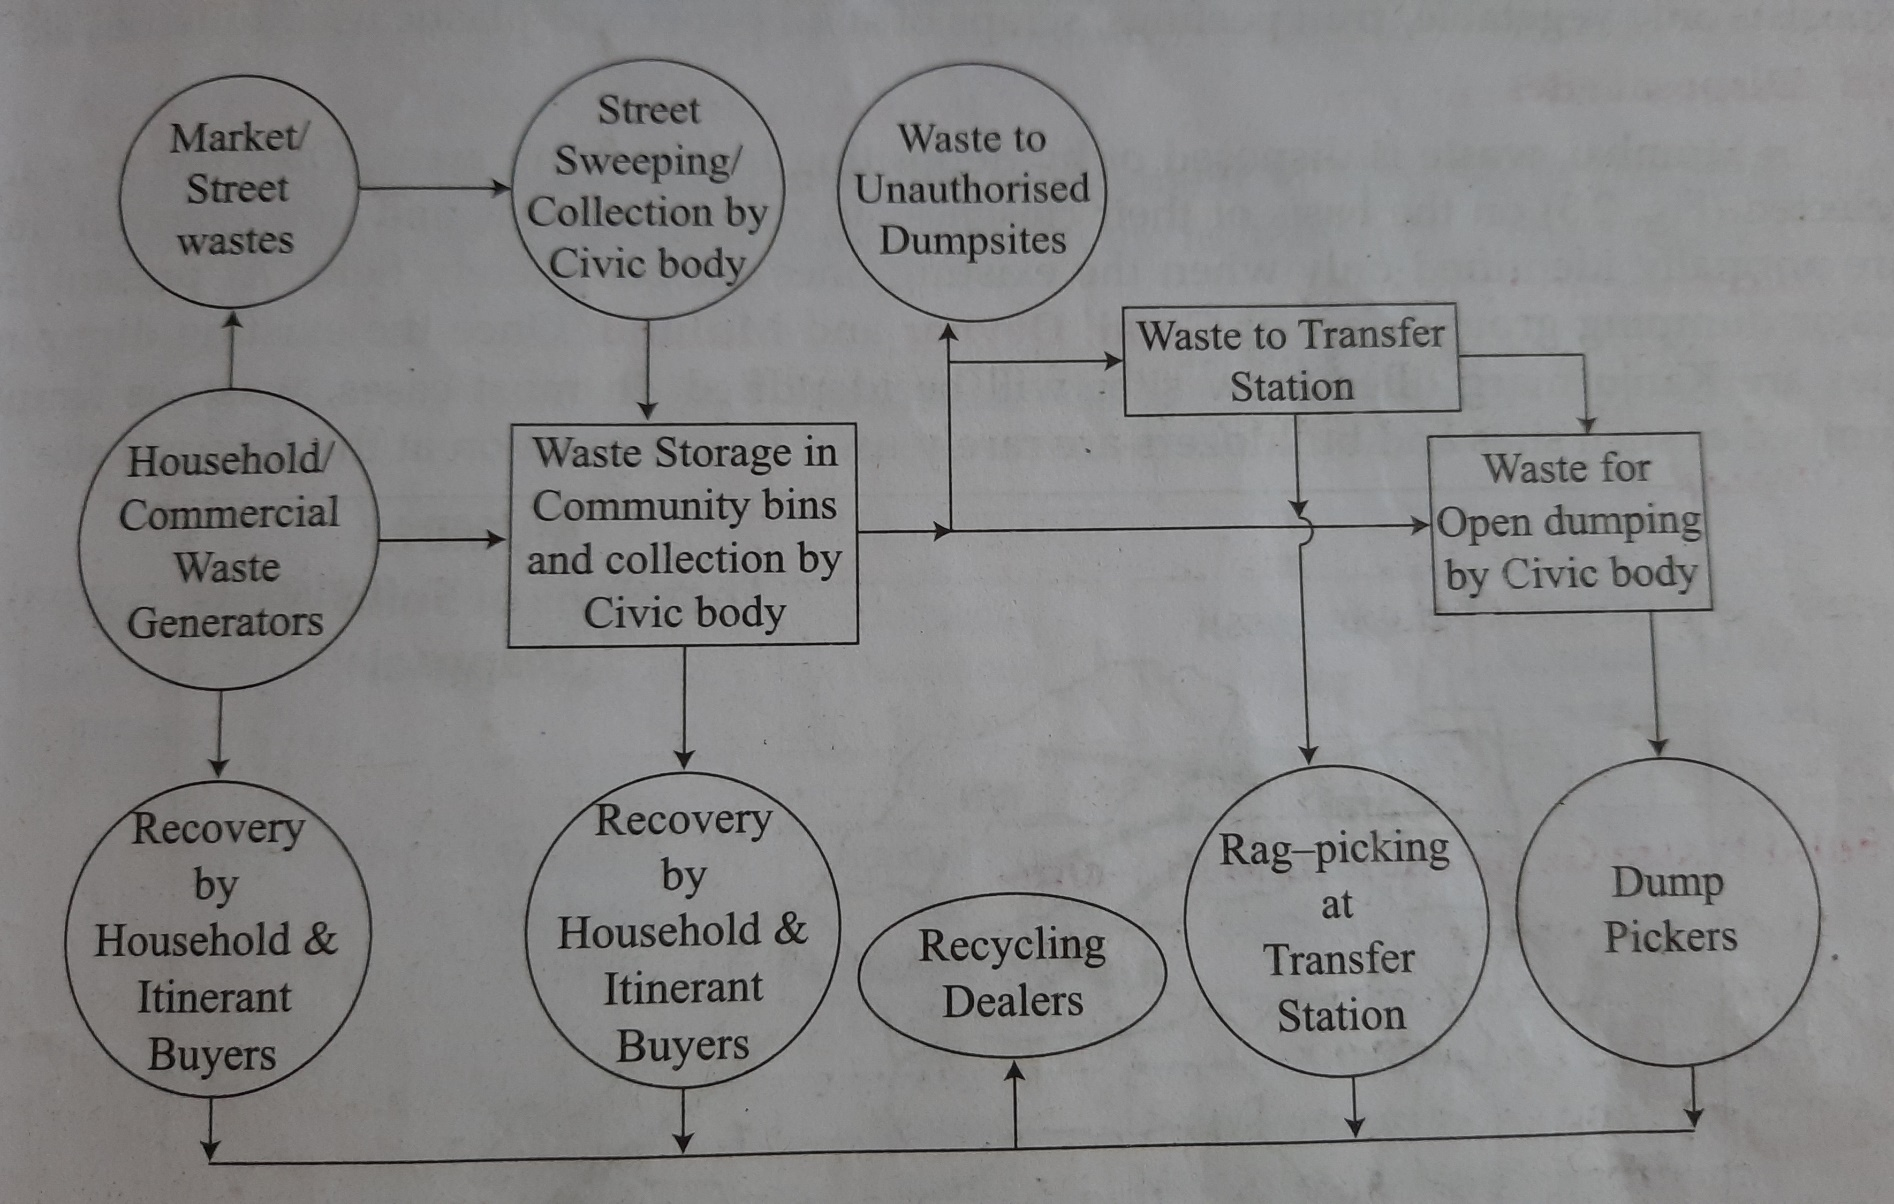 Market/
Street
wastes
Street
Sweeping/
Collection by
Civic body
Waste to
Unauthorised
Dumpsites
Waste to Transfer
Station
Household/
Commercial
Waste
Generators
Waste Storage in
Community bins
and collection by
Civic body
Waste for
Open dumping
by Civic body
Recovery
by
Household &
Itinerant
Buyers
Recovery
by
Household &
Itinerant
Buyers
Recycling
Dealers
Rag–picking
at
Transfer
Station
Dump
Pickers